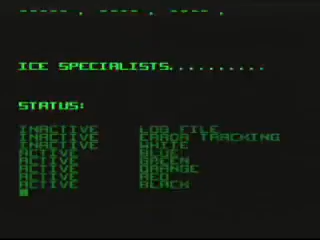 ICE SPECIALISTS..........
STATUS:
INACTIVE LOG FILE
INACTIVE ERROR TRACKING
INACTIVE WHITE
ACTIVE BLUE
ACTIVE GREEN
ACTIVE ORANGE
ACTIVE RED
ACTIVE BLACK